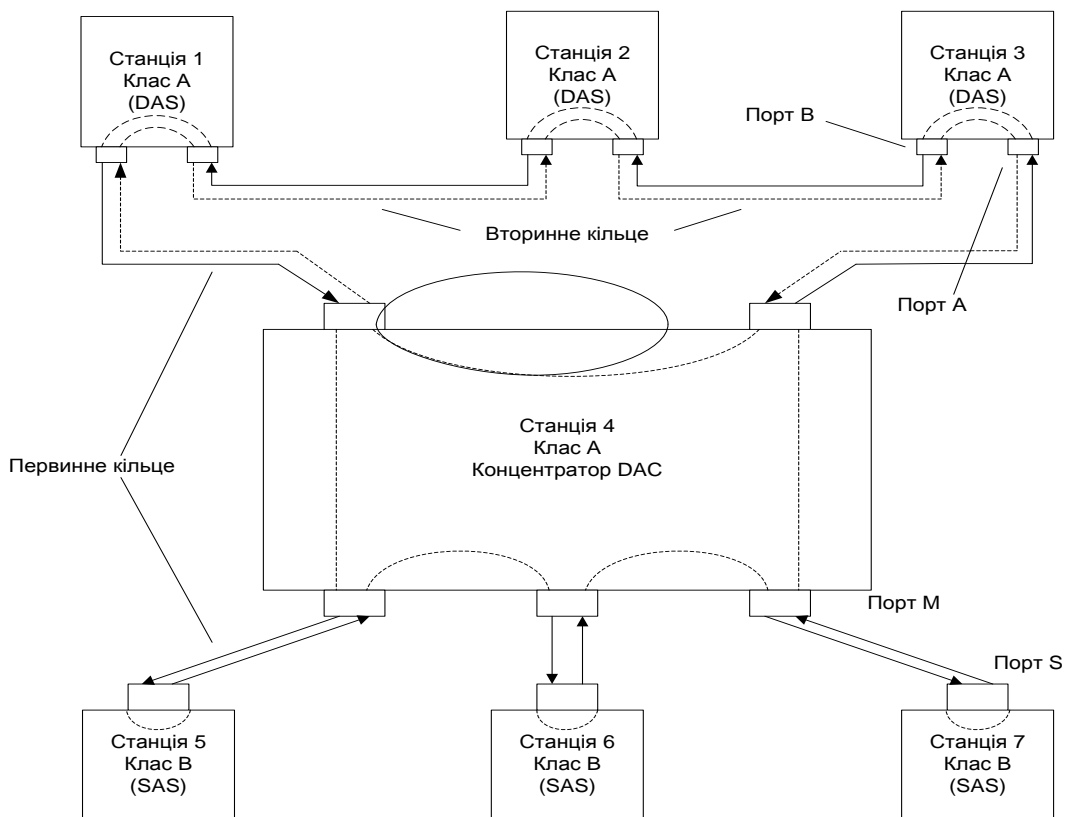 Станція 1
Клас А
(DAS)
Станція 2
Клас А
(DAS)
Станція 3
Клас А
(DAS)
Порт В
Вторинне кільце
Порт А
Станція 4
Клас А
Концентратор DAC
Первинне кільце
Порт М
Порт S
Станція 5
Клас В
(SAS)
Станція 6
Клас В
(SAS)
Станція 7
Клас В
(SAS)